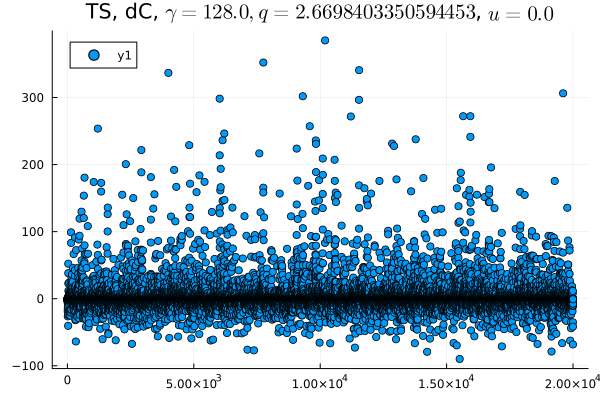 TS, dC, γ = 128.0, q = 2.6698403350594453, u = 0.0
y1
300
200
100
0
−100
0 5.00×10³ 1.00×10⁴ 1.50×10⁴ 2.00×10⁴